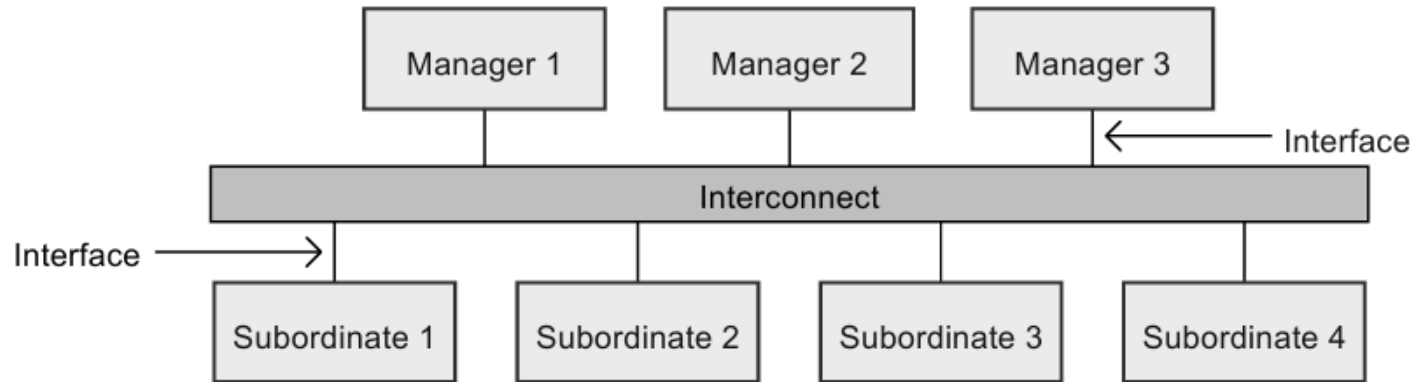 Manager 1
Manager 2
Manager 3
Interface
Interconnect
Interface
Subordinate 1
Subordinate 2
Subordinate 3
Subordinate 4